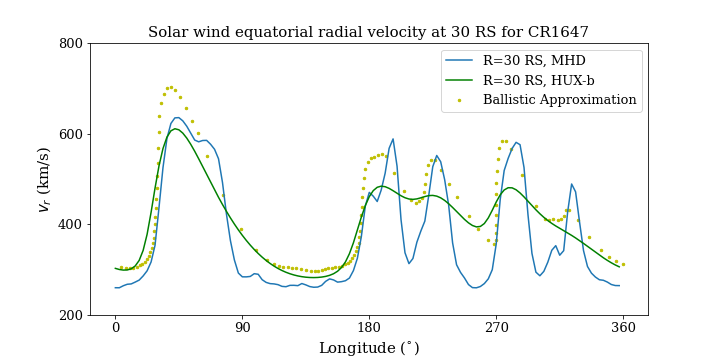 Solar wind equatorial radial velocity at 30 RS for CR1647
800
600
400
200
v_r (km/s)
R=30 RS, MHD
R=30 RS, HUX-b
Ballistic Approximation
0 90 180 270 360
Longitude (°)